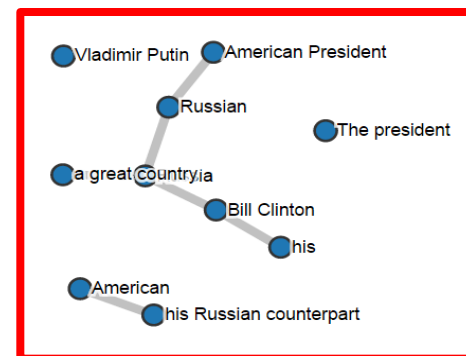 Vladimir Putin
American President
Russian
The president
a great country
Bill Clinton
his
American
his Russian counterpart